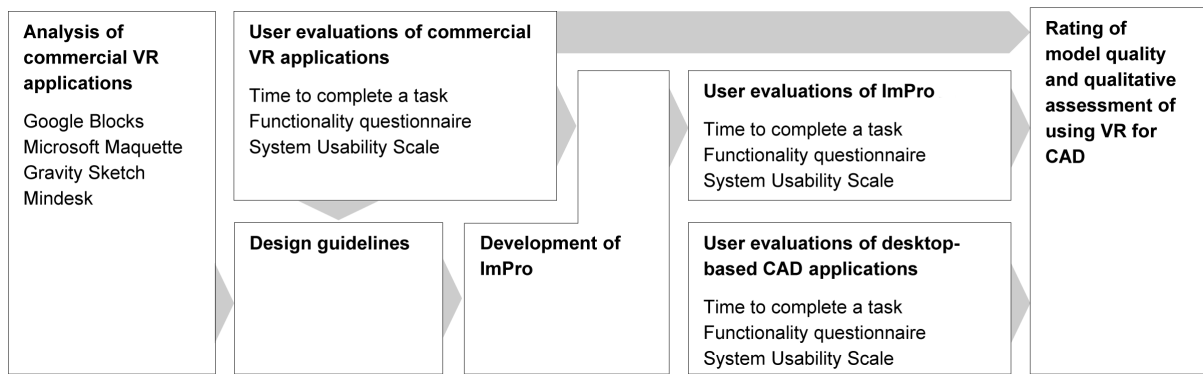 Analysis of
commercial VR
applications
Google Blocks
Microsoft Maquette
Gravity Sketch
Mindesk
User evaluations of commercial
VR applications
Time to complete a task
Functionality questionnaire
System Usability Scale
Design guidelines
Development of
ImPro
User evaluations of ImPro
Time to complete a task
Functionality questionnaire
System Usability Scale
User evaluations of desktop-
based CAD applications
Time to complete a task
Functionality questionnaire
System Usability Scale
Rating of
model quality
and qualitative
assessment of
using VR for
CAD